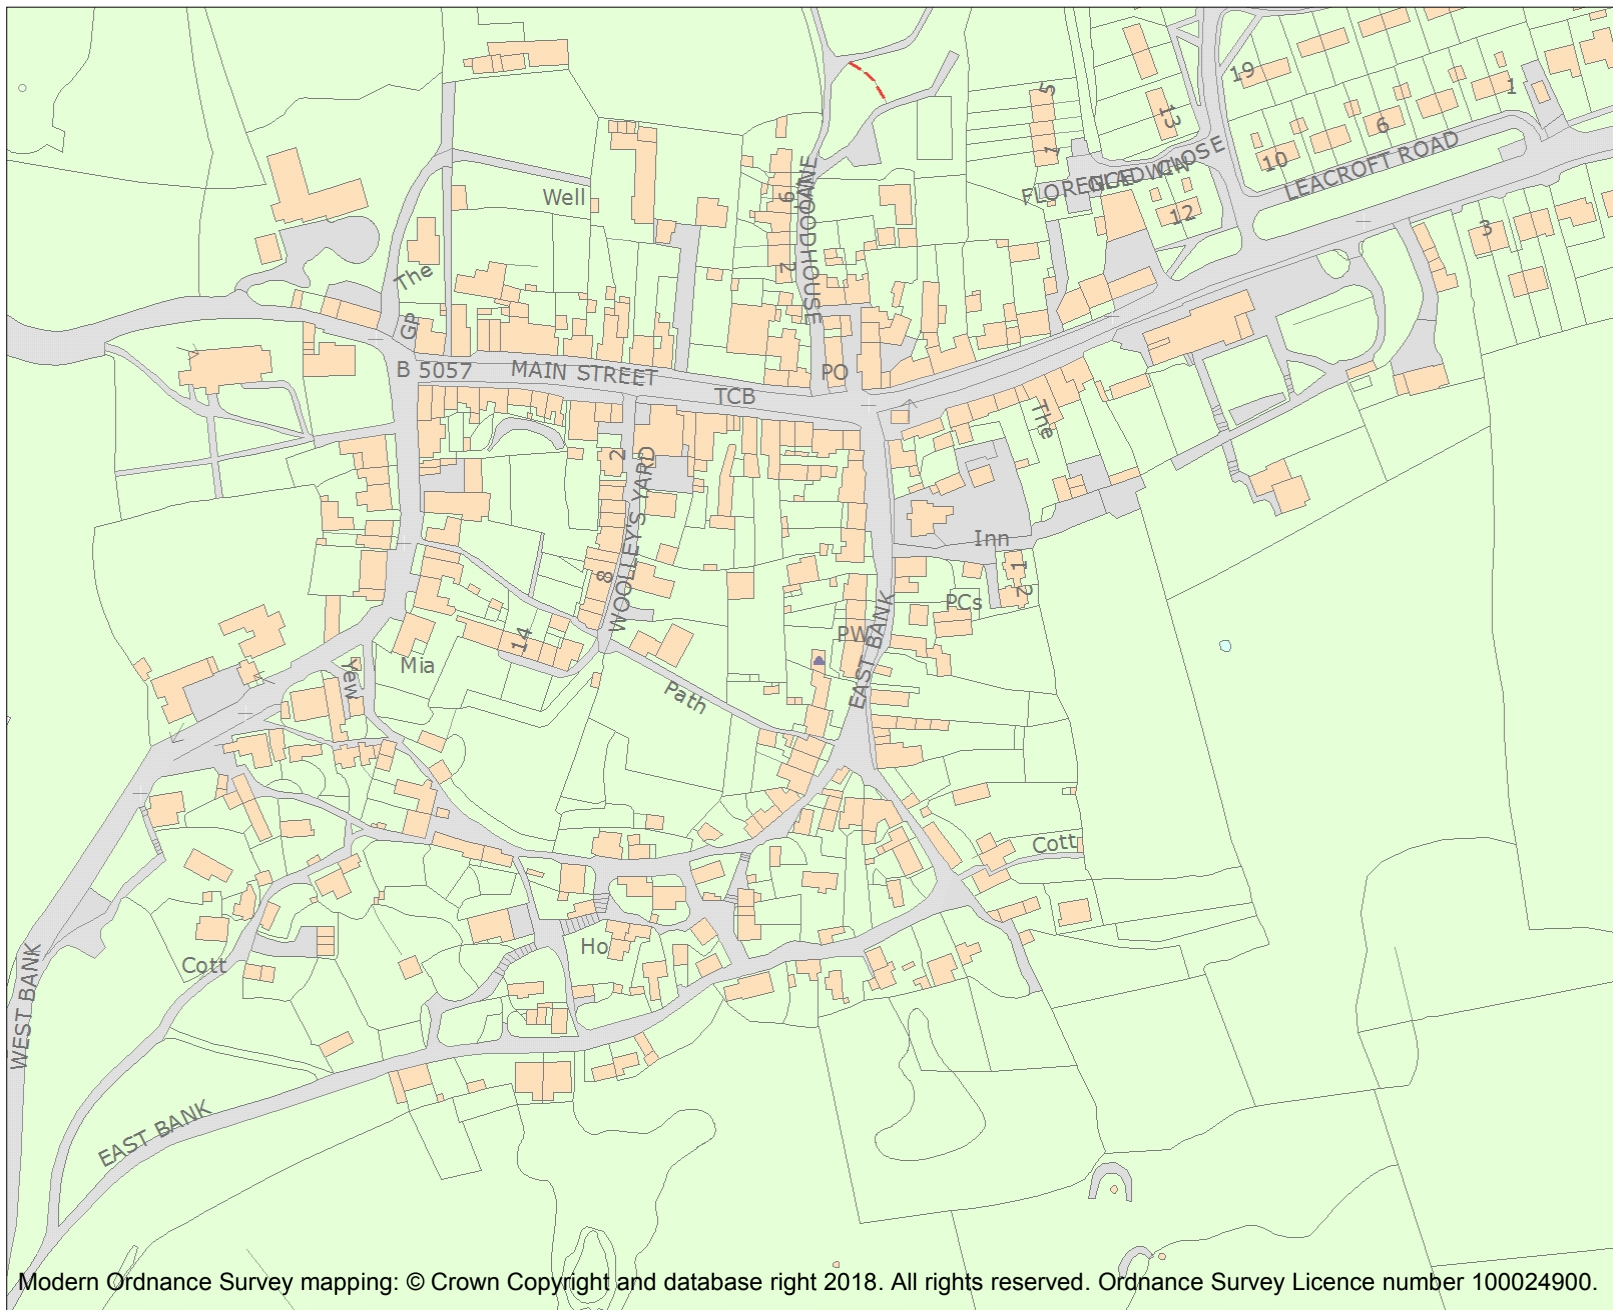 5
19
1
13
6
1
10
LEACROFT ROAD
FLORENCE
GLADWIN CLOSE
12
3
Well
9
WOODHOUSE
LANE
2
The
GP
B 5057
MAIN STREET
TCB
PO
The
2
WOOLLEY'S YARD
8
Inn
1
2
PCs
PW
EAST BANK
14
Mia
Yew
Path
Cott
Ho
Cott
WEST BANK
EAST BANK
Modern Ordnance Survey mapping: © Crown Copyright and database right 2018. All rights reserved. Ordnance Survey Licence number 100024900.